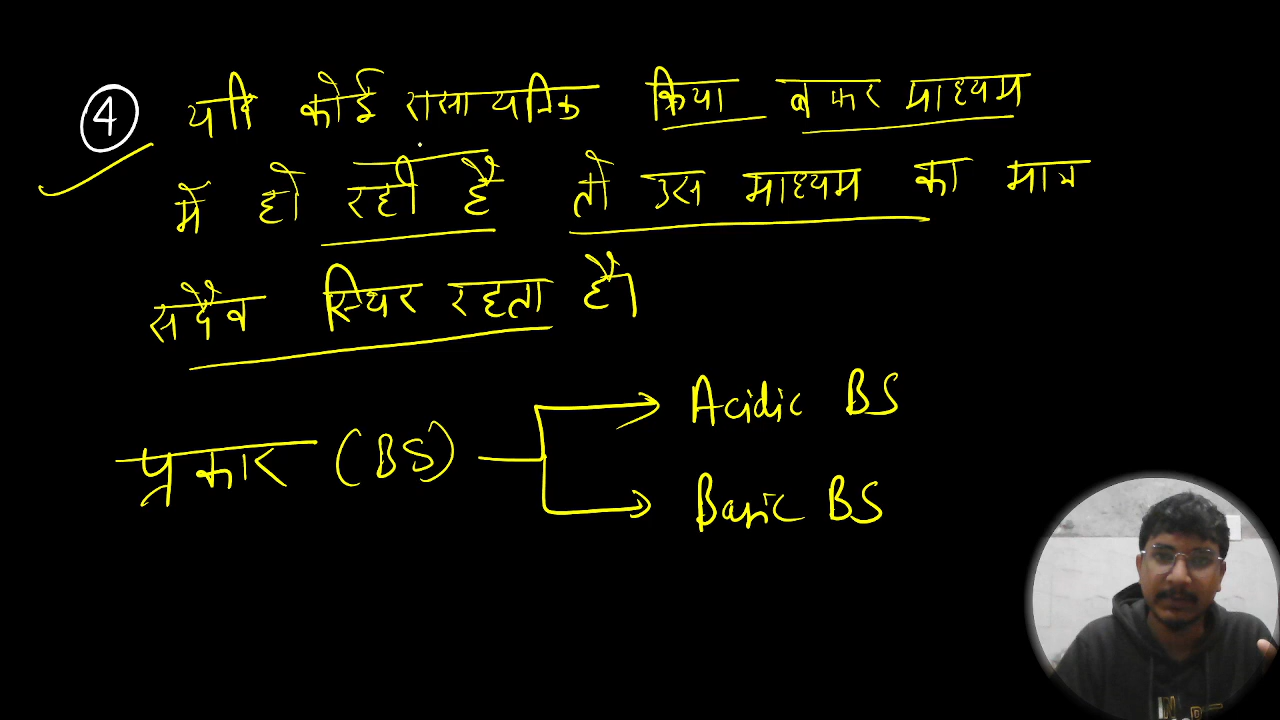 ④ यदि कोई रासायनिक क्रिया बफर माध्यम
में हो रही है तो उस माध्यम का मान
सदैव स्थिर रहता है।
प्रकार (BS)
Acidic BS
Basic BS